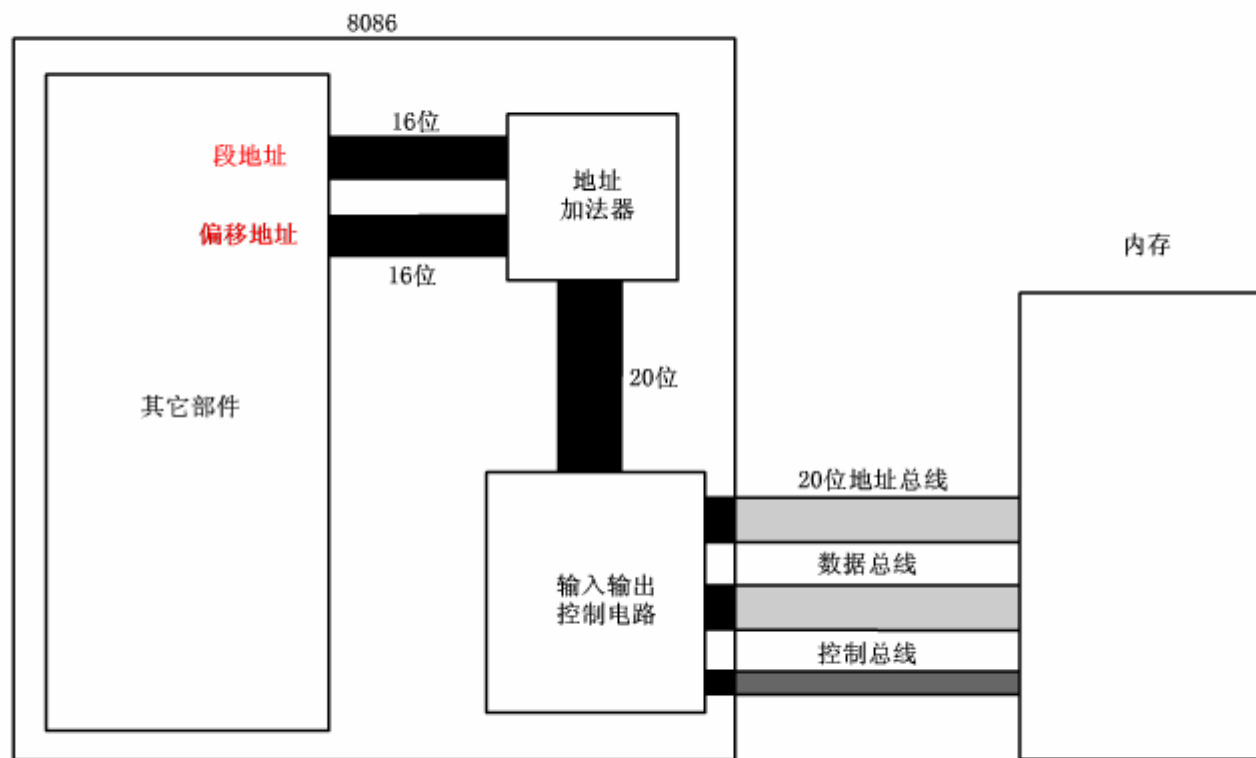 8086
16位
段地址
地址
加法器
偏移地址
16位
内存
20位
其它部件
20位地址总线
数据总线
输入输出
控制电路
控制总线